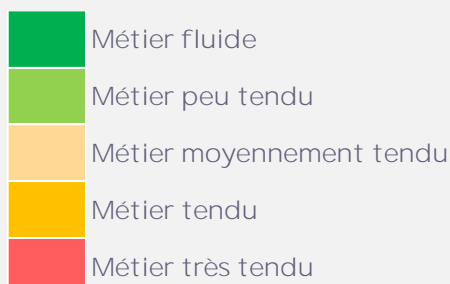 Métier fluide
Métier peu tendu
Métier moyennement tendu
Métier tendu
Métier très tendu